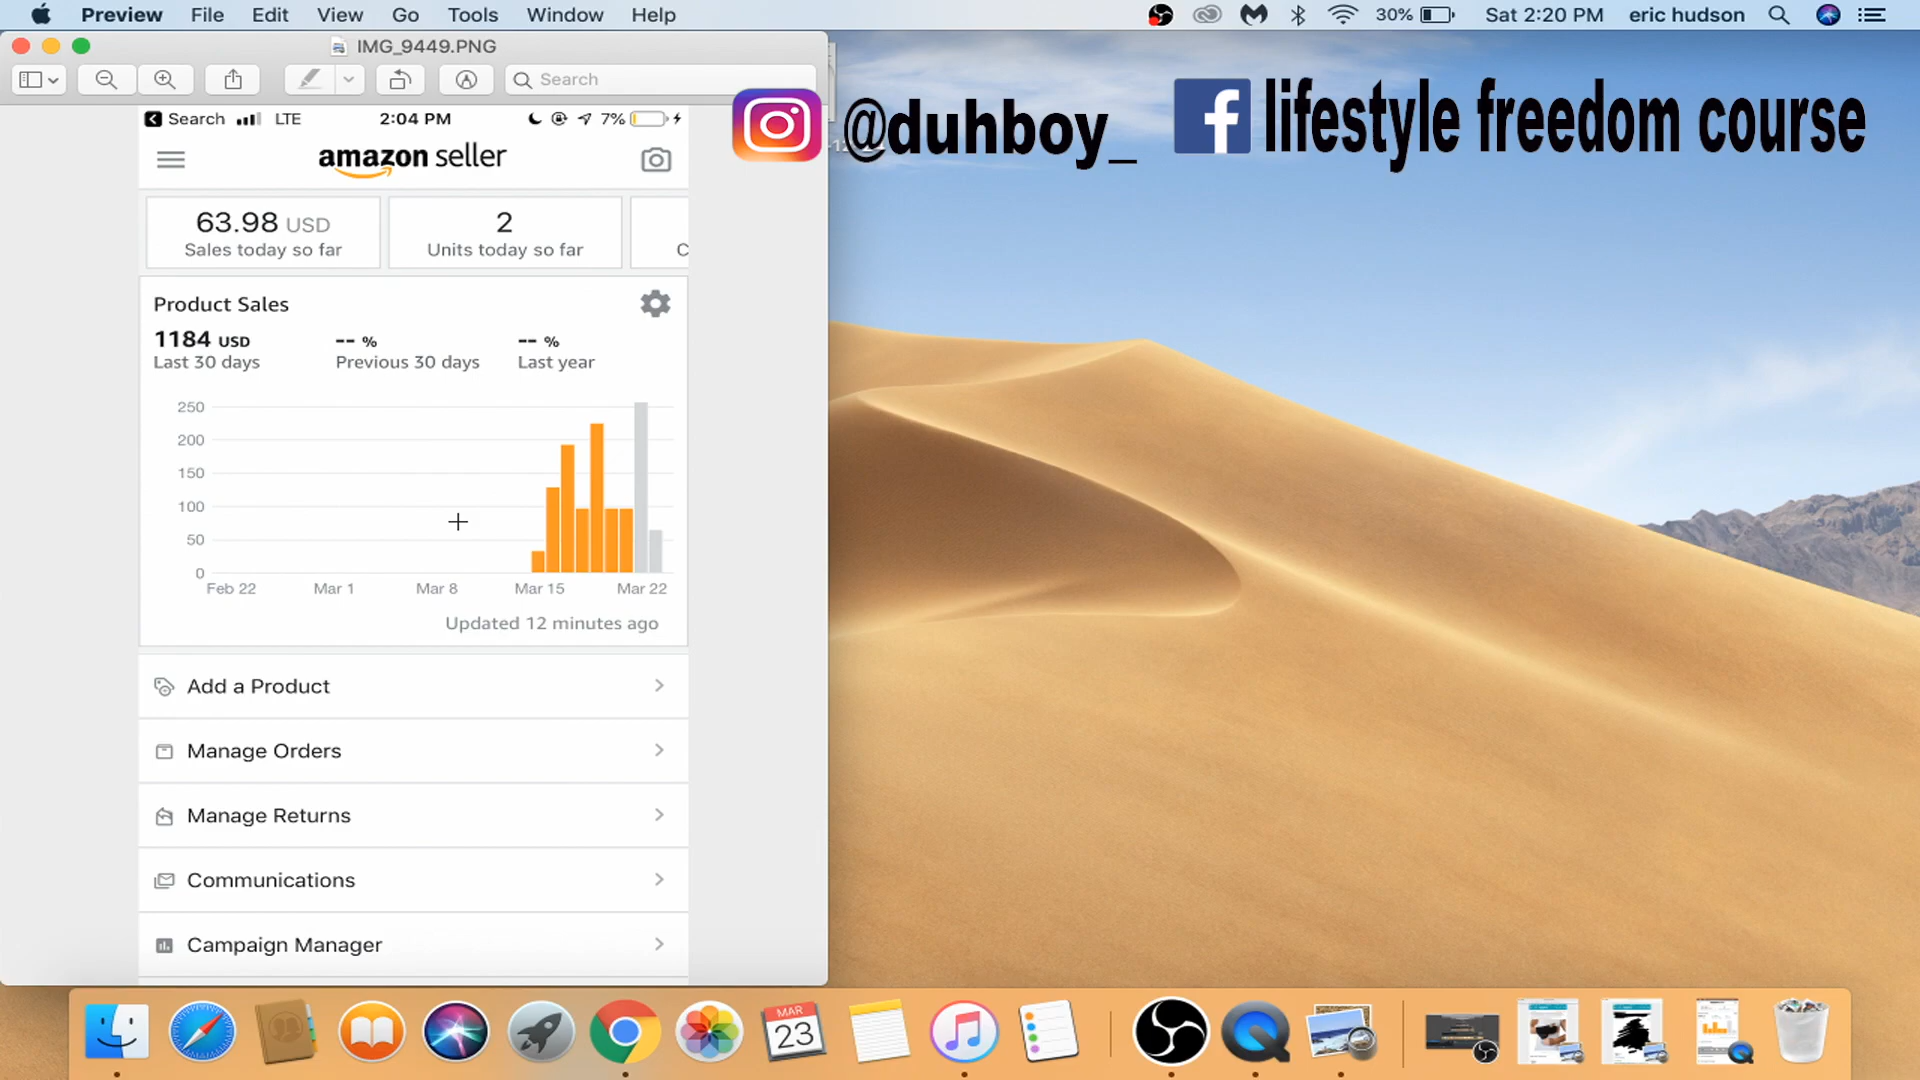 Preview File Edit View Go Tools Window Help 30% Sat 2:20 PM eric hudson
IMG_9449.PNG
Search
@duhboy_ lifestyle freedom course
Search LTE 2:04 PM 7%
amazon seller
63.98 USD
Sales today so far
2
Units today so far
C
Product Sales
1184 USD
Last 30 days
-- %
Previous 30 days
-- %
Last year
250
200
150
100
50
0
Feb 22 Mar 1 Mar 8 Mar 15 Mar 22
Updated 12 minutes ago
Add a Product
Manage Orders
Manage Returns
Communications
Campaign Manager
MAR
23